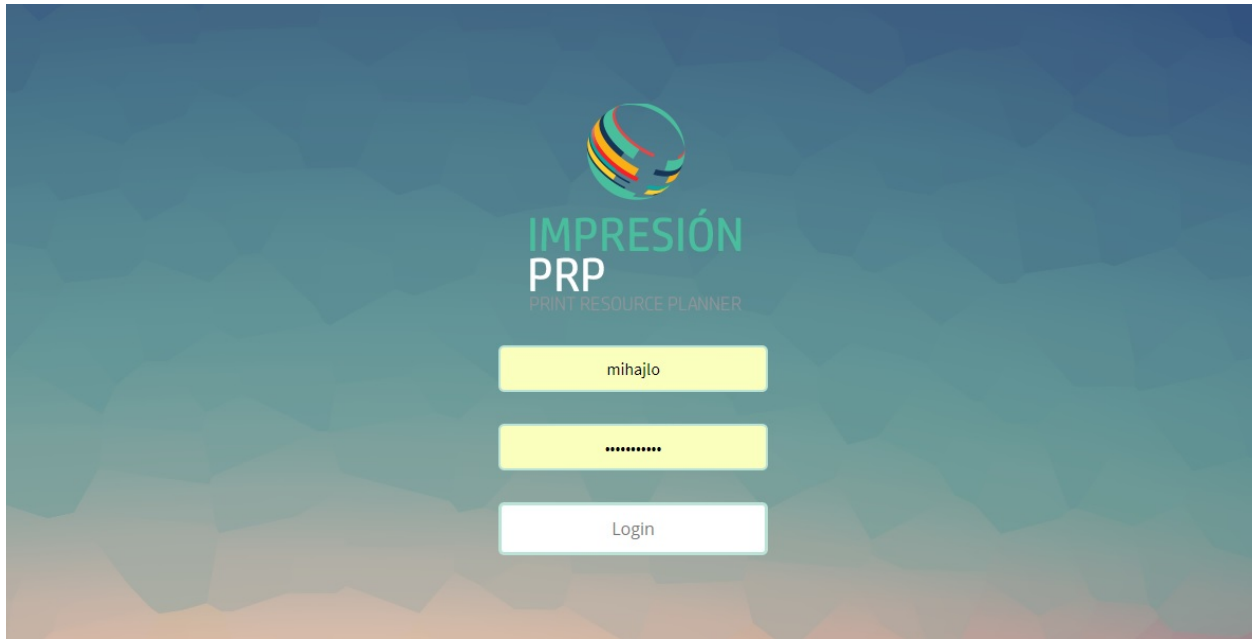 IMPRESIÓN
PRP
PRINT RESOURCE PLANNER
mihajlo
•••••••••••
Login